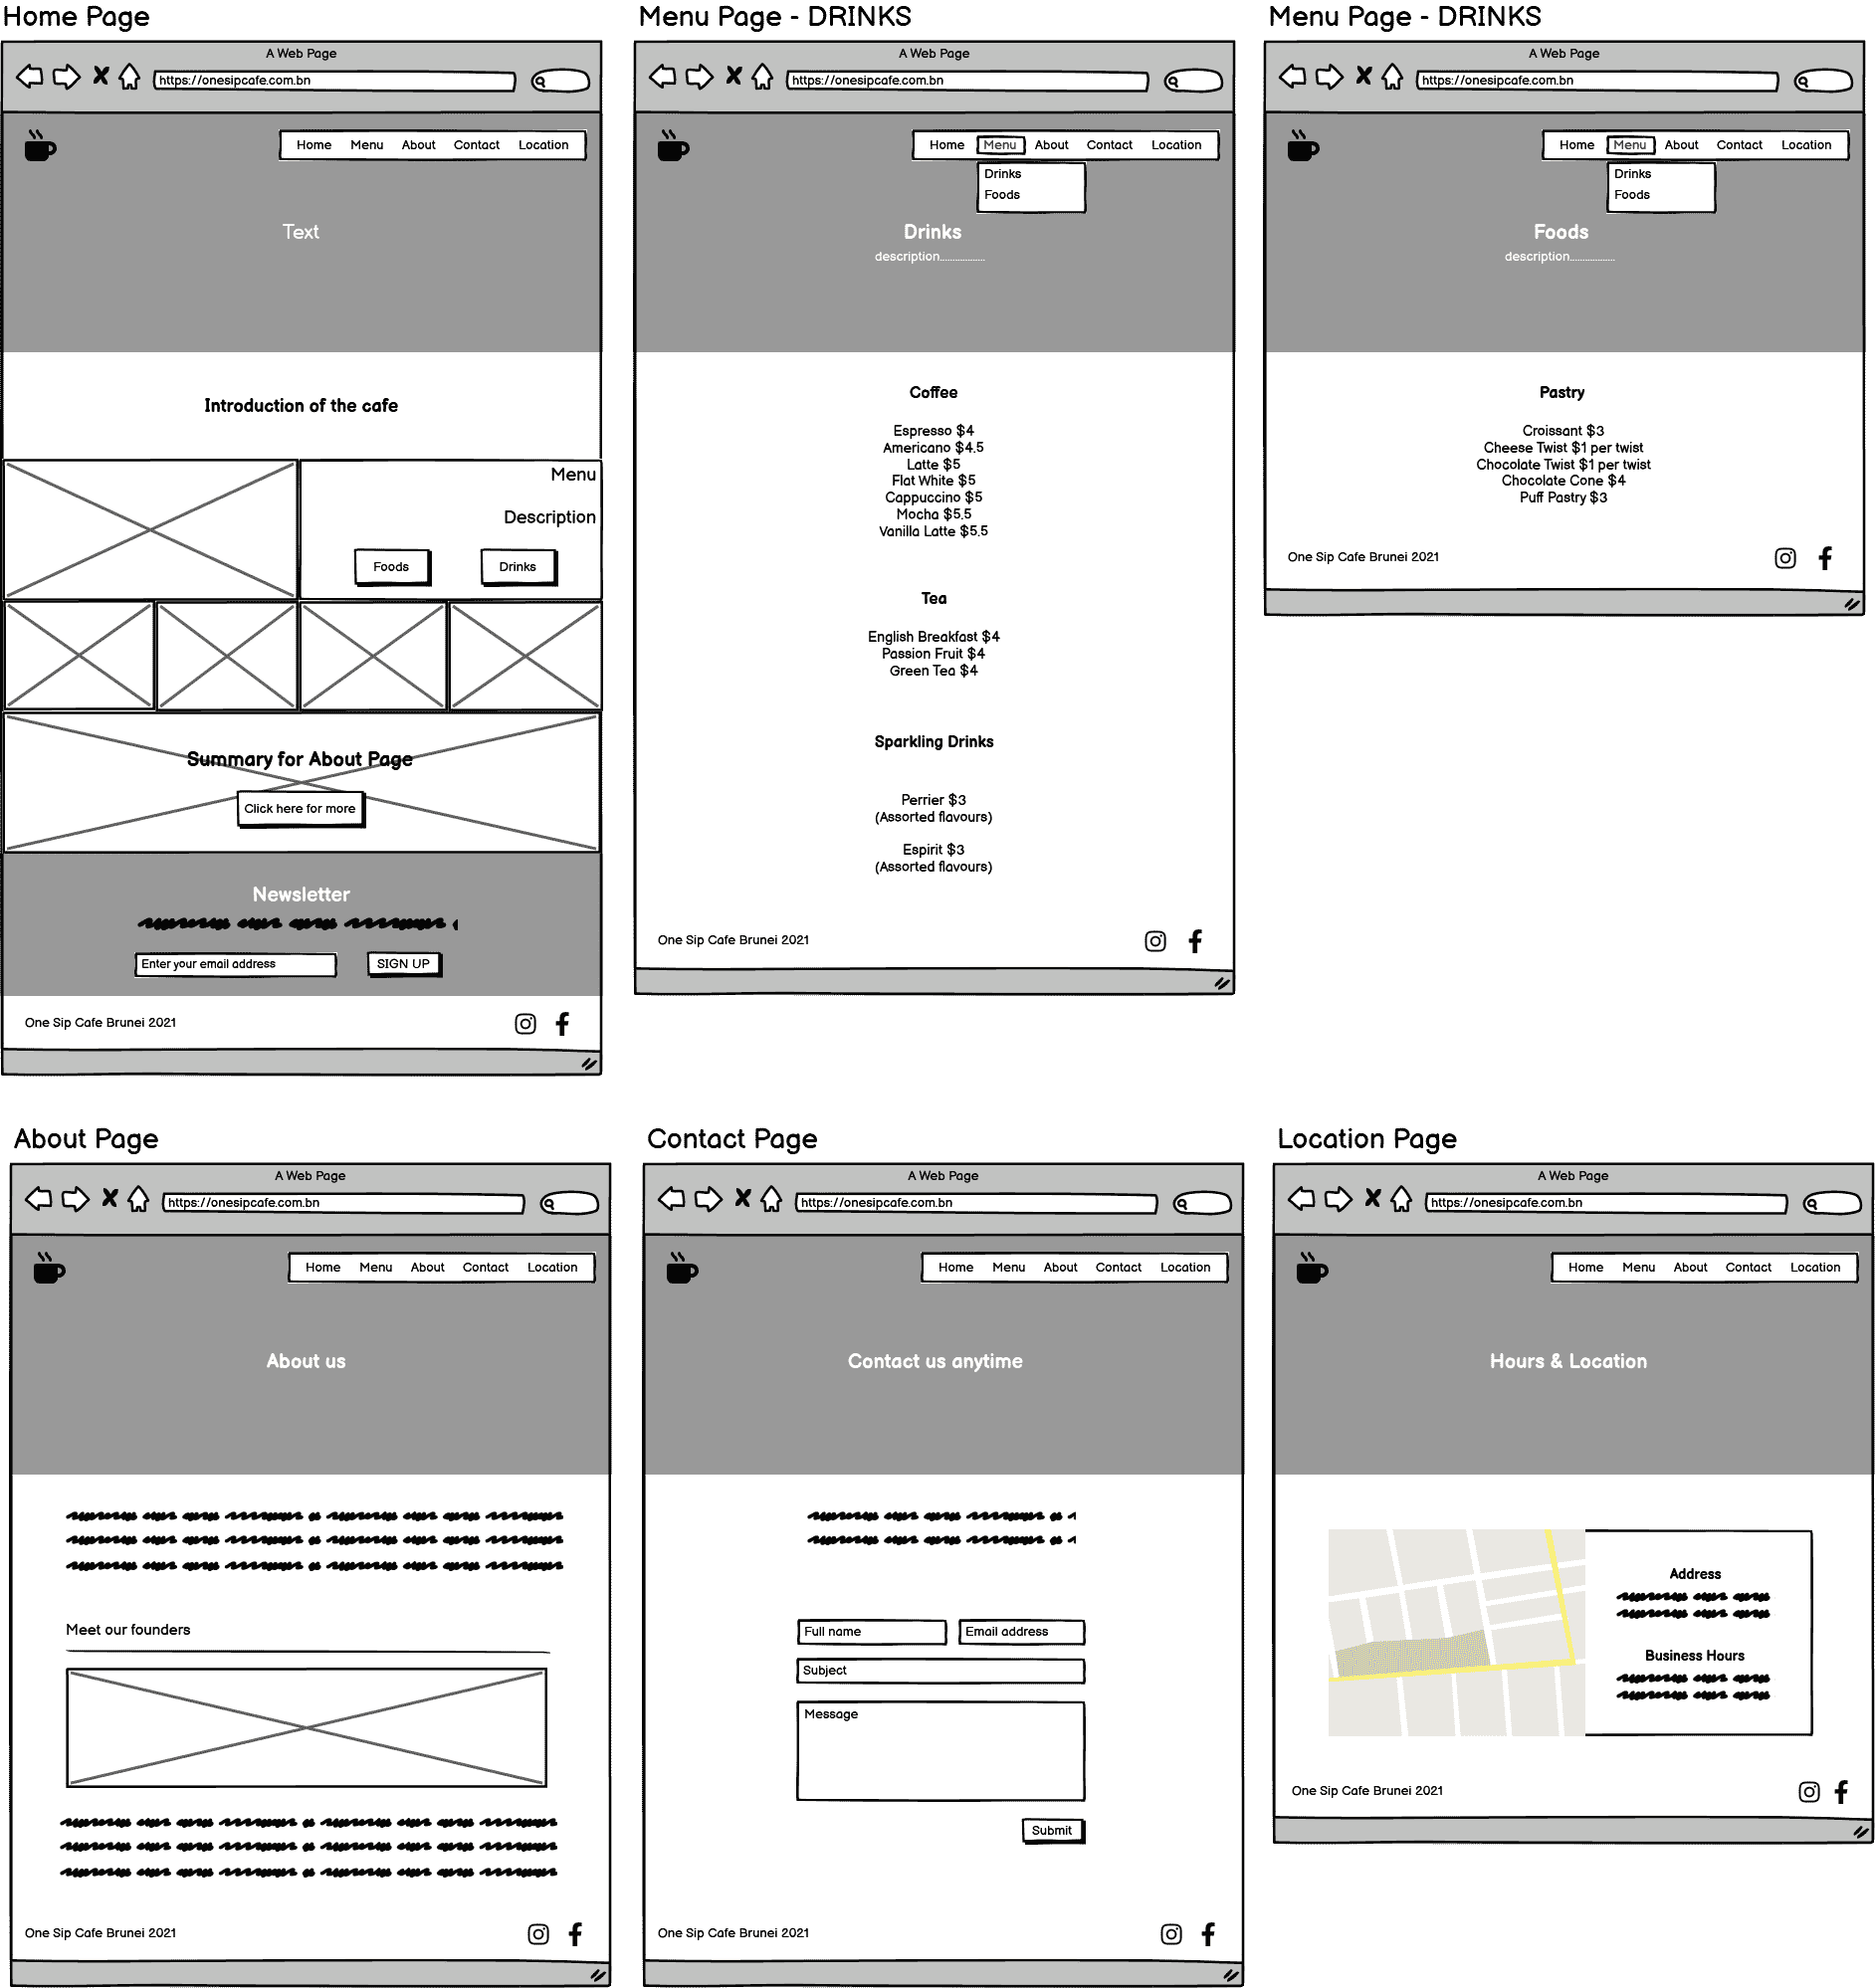 Home Page
A Web Page
https://onesipcafe.com.bn
Home Menu About Contact Location
Text
Introduction of the cafe
Menu
Description
Foods Drinks
Summary for About Page
Click here for more
Newsletter
Enter your email address SIGN UP
One Sip Cafe Brunei 2021
Menu Page - DRINKS
A Web Page
https://onesipcafe.com.bn
Home Menu About Contact Location
Drinks
Foods
Drinks
description..................
Coffee
Espresso $4
Americano $4.5
Latte $5
Flat White $5
Cappuccino $5
Mocha $5.5
Vanilla Latte $5.5
Tea
English Breakfast $4
Passion Fruit $4
Green Tea $4
Sparkling Drinks
Perrier $3
(Assorted flavours)
Espirit $3
(Assorted flavours)
One Sip Cafe Brunei 2021
Menu Page - DRINKS
A Web Page
https://onesipcafe.com.bn
Home Menu About Contact Location
Drinks
Foods
Foods
description..................
Pastry
Croissant $3
Cheese Twist $1 per twist
Chocolate Twist $1 per twist
Chocolate Cone $4
Puff Pastry $3
One Sip Cafe Brunei 2021
About Page
A Web Page
https://onesipcafe.com.bn
Home Menu About Contact Location
About us
Meet our founders
One Sip Cafe Brunei 2021
Contact Page
A Web Page
https://onesipcafe.com.bn
Home Menu About Contact Location
Contact us anytime
Full name Email address
Subject
Message
Submit
One Sip Cafe Brunei 2021
Location Page
A Web Page
https://onesipcafe.com.bn
Home Menu About Contact Location
Hours & Location
Address
Business Hours
One Sip Cafe Brunei 2021